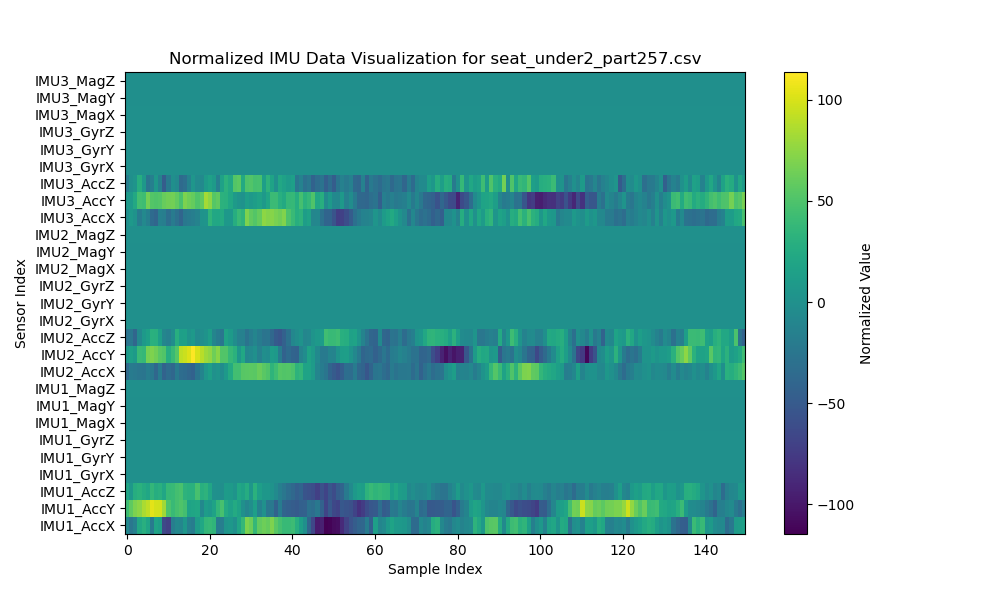 Normalized IMU Data Visualization for seat_under2_part257.csv
IMU3_MagZ
IMU3_MagY
IMU3_MagX
IMU3_GyrZ
IMU3_GyrY
IMU3_GyrX
IMU3_AccZ
IMU3_AccY
IMU3_AccX
IMU2_MagZ
IMU2_MagY
IMU2_MagX
IMU2_GyrZ
IMU2_GyrY
IMU2_GyrX
IMU2_AccZ
IMU2_AccY
IMU2_AccX
IMU1_MagZ
IMU1_MagY
IMU1_MagX
IMU1_GyrZ
IMU1_GyrY
IMU1_GyrX
IMU1_AccZ
IMU1_AccY
IMU1_AccX
Sensor Index
0 20 40 60 80 100 120 140
Sample Index
100
50
0
−50
−100
Normalized Value